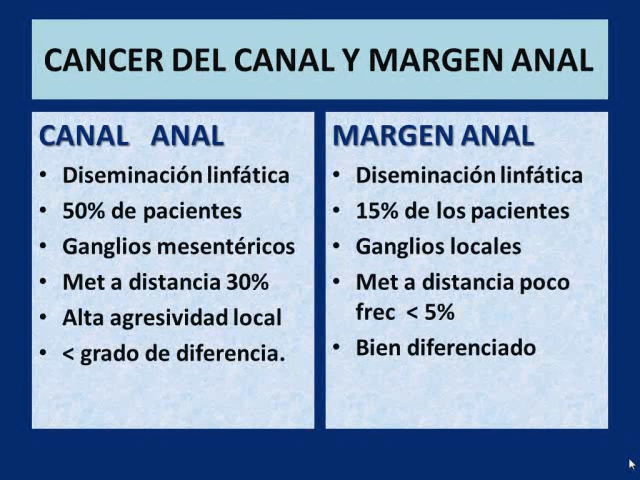 CANCER DEL CANAL Y MARGEN ANAL
CANAL ANAL
• Diseminación linfática
• 50% de pacientes
• Ganglios mesentéricos
• Met a distancia 30%
• Alta agresividad local
• < grado de diferencia.
MARGEN ANAL
• Diseminación linfática
• 15% de los pacientes
• Ganglios locales
• Met a distancia poco
frec < 5%
• Bien diferenciado